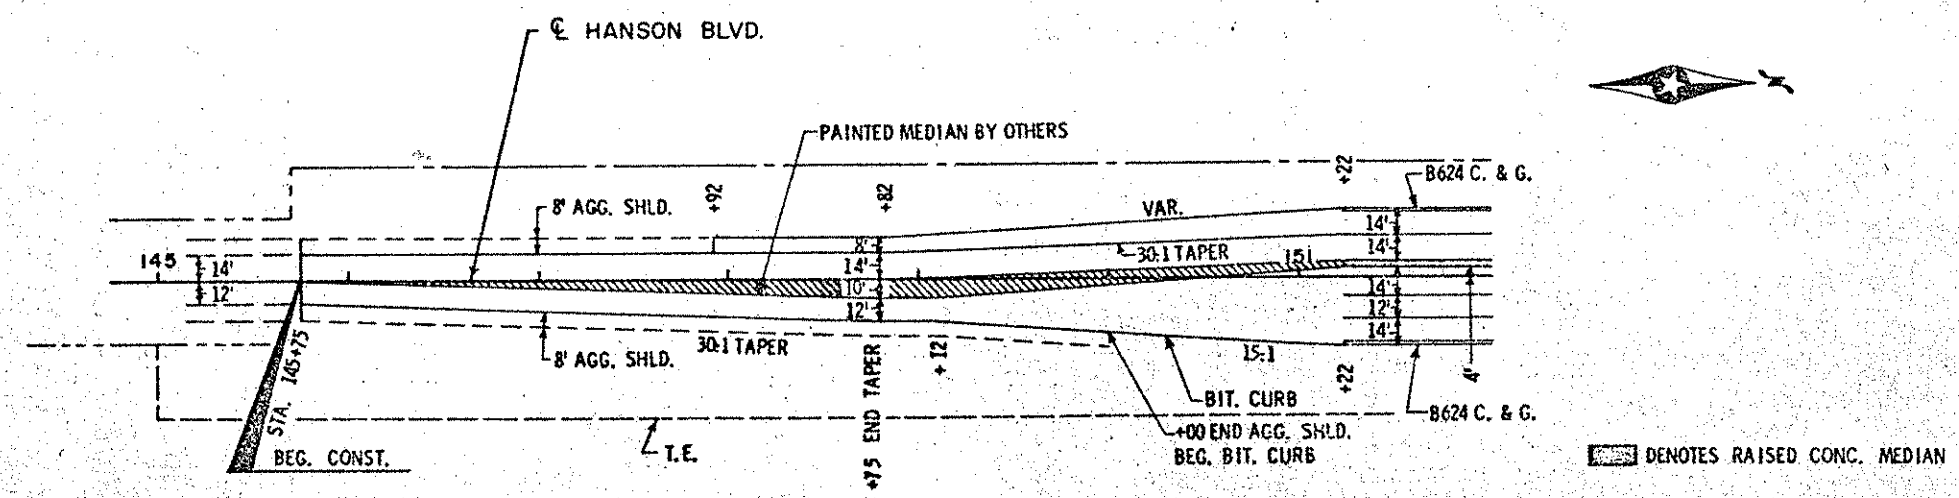 ℄ HANSON BLVD.
PAINTED MEDIAN BY OTHERS
+22
B624 C. & G.
8' AGG. SHLD.
+92
+82
VAR.
8'
14'
14'
30:1 TAPER
15:1
145
14'
14'
12'
10'
14'
12'
12'
14'
STA. 145+75
8' AGG. SHLD.
30:1 TAPER
+75 END TAPER
+12
15:1
+22
4'
BIT. CURB
B624 C. & G.
+00 END AGG. SHLD.
BEG. BIT. CURB
T.E.
BEG. CONST.
DENOTES RAISED CONC. MEDIAN